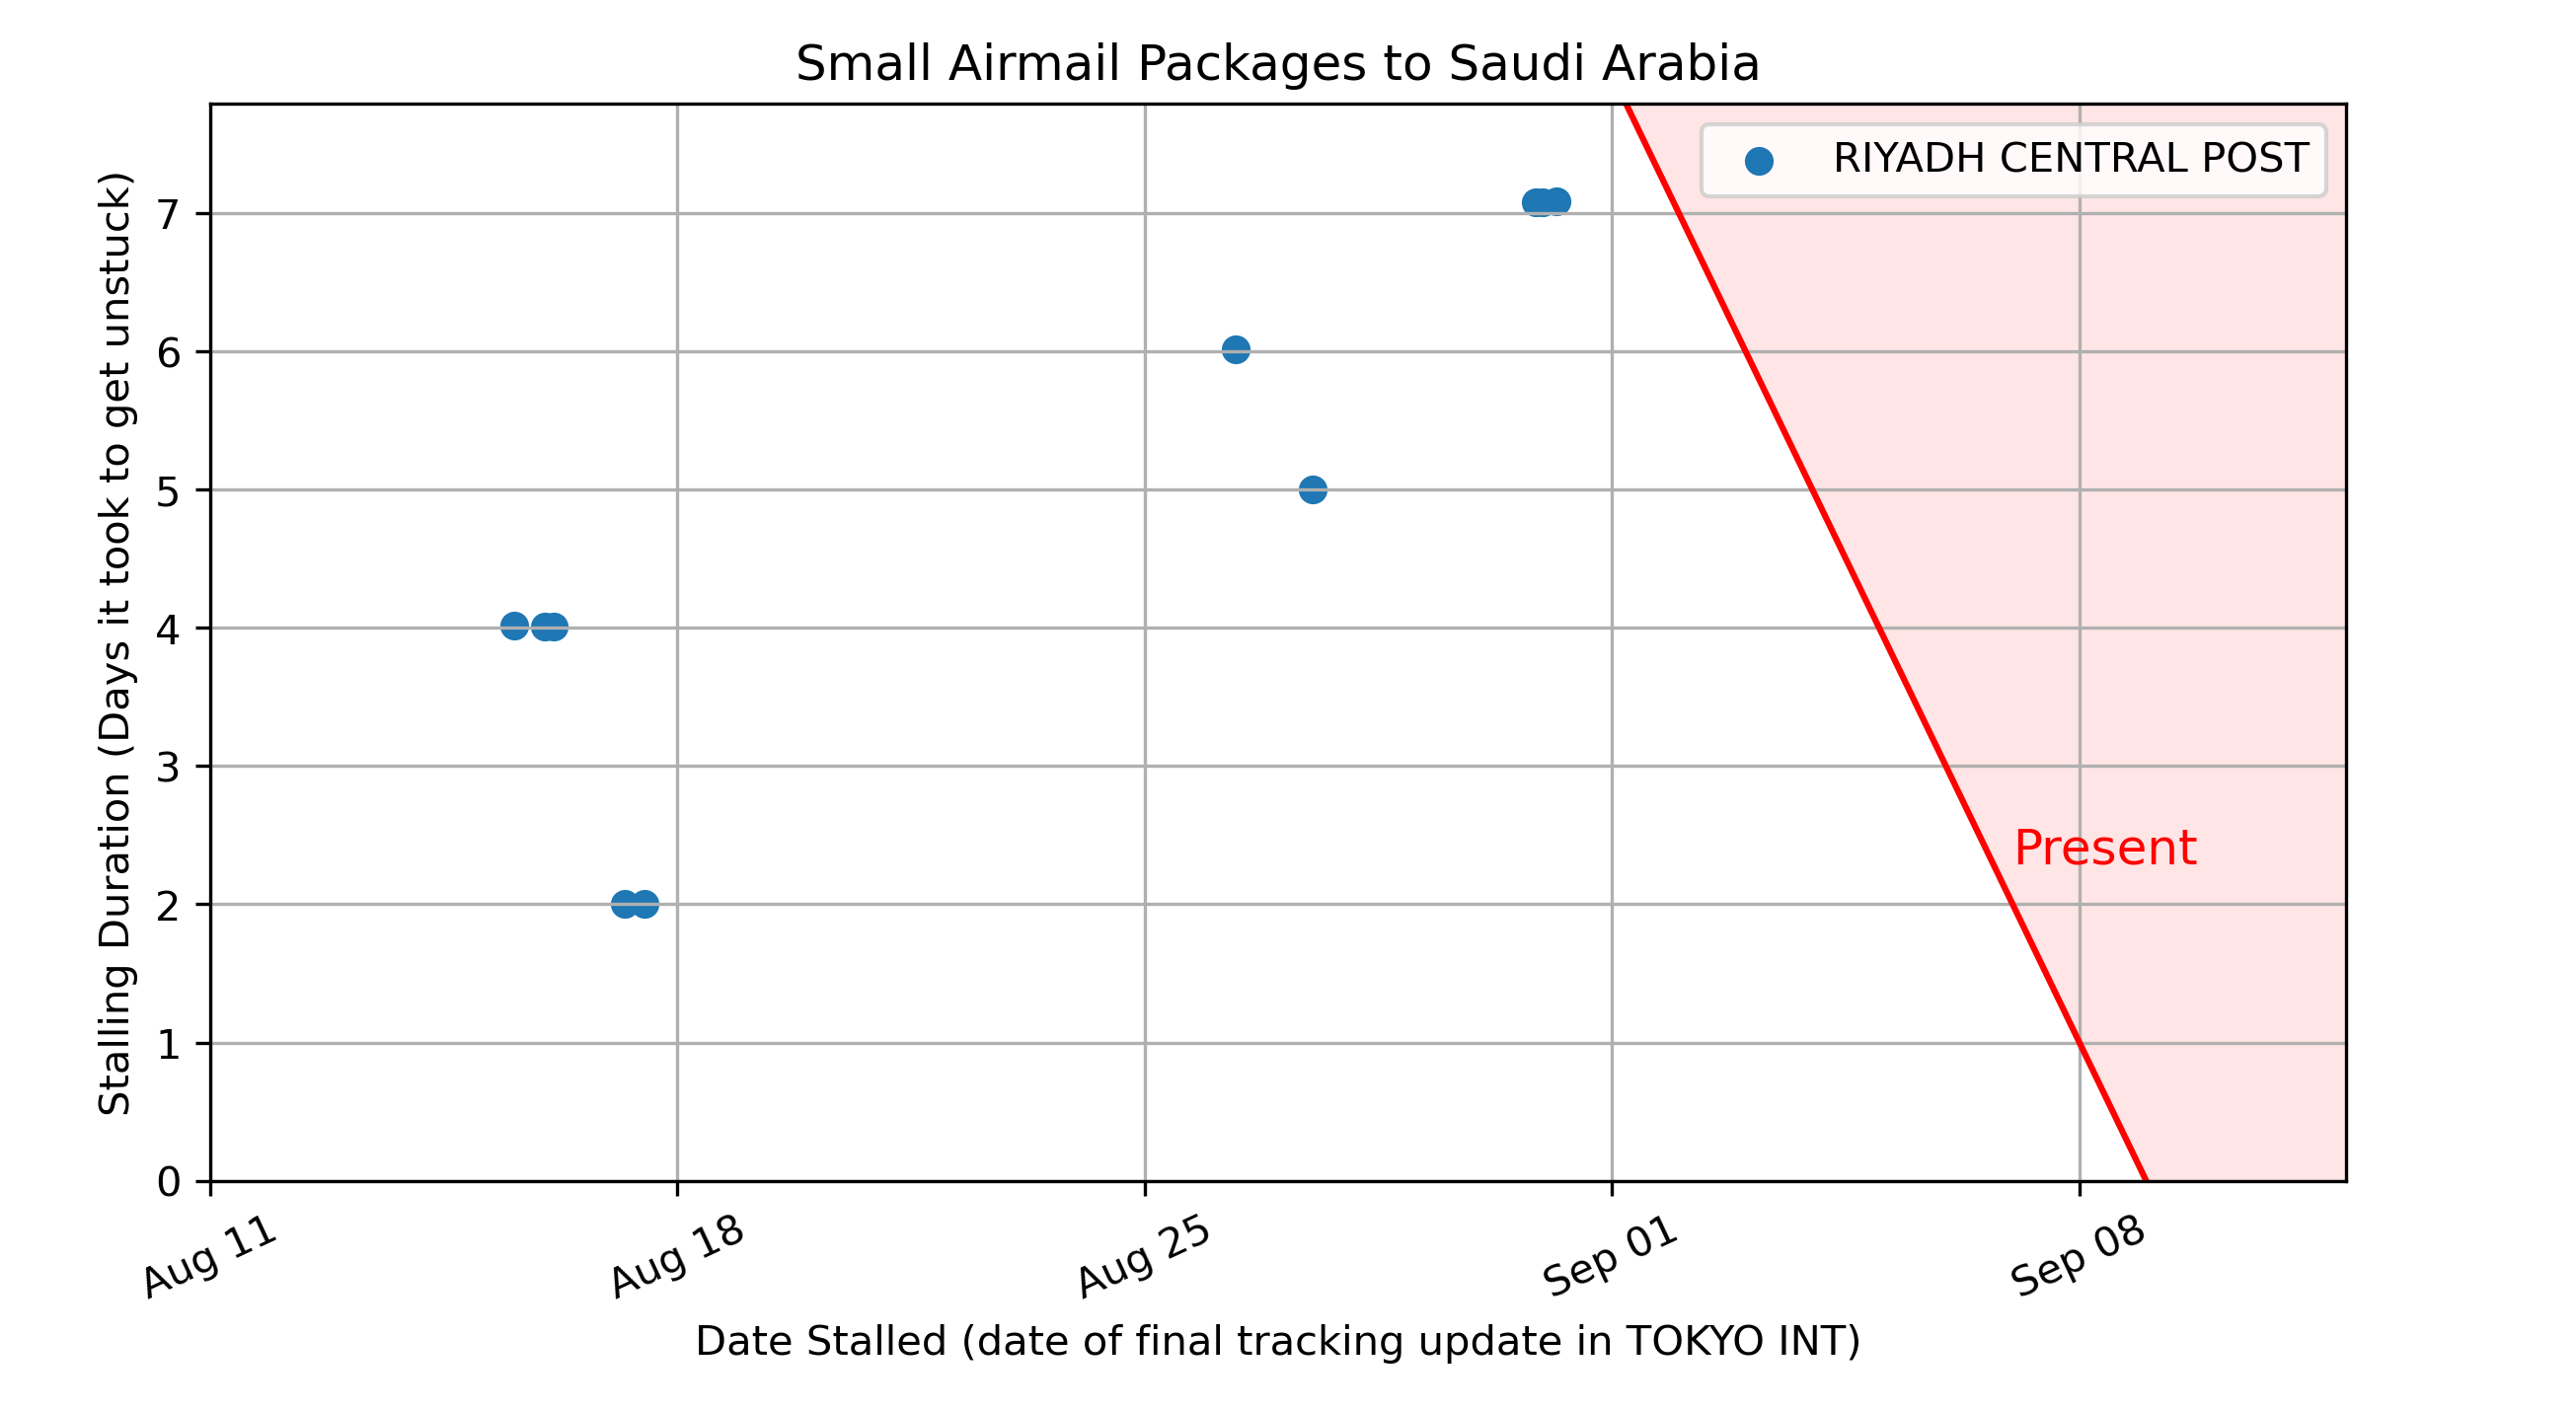 Small Airmail Packages to Saudi Arabia
RIYADH CENTRAL POST
Stalling Duration (Days it took to get unstuck)
7
6
5
4
3
2
1
0
Present
Aug 11
Aug 18
Aug 25
Sep 01
Sep 08
Date Stalled (date of final tracking update in TOKYO INT)